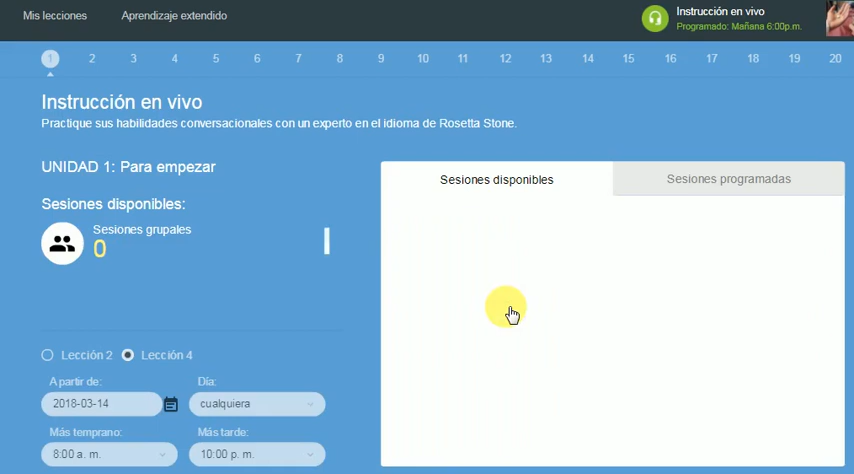 Mis lecciones
Aprendizaje extendido
Instrucción en vivo
Programado: Mañana 6:00p.m.
1 2 3 4 5 6 7 8 9 10 11 12 13 14 15 16 17 18 19 20
Instrucción en vivo
Practique sus habilidades conversacionales con un experto en el idioma de Rosetta Stone.
UNIDAD 1: Para empezar
Sesiones disponibles:
Sesiones grupales
0
Sesiones disponibles
Sesiones programadas
Lección 2
Lección 4
A partir de:
Día:
2018-03-14
cualquiera
Más temprano:
Más tarde:
8:00 a. m.
10:00 p. m.